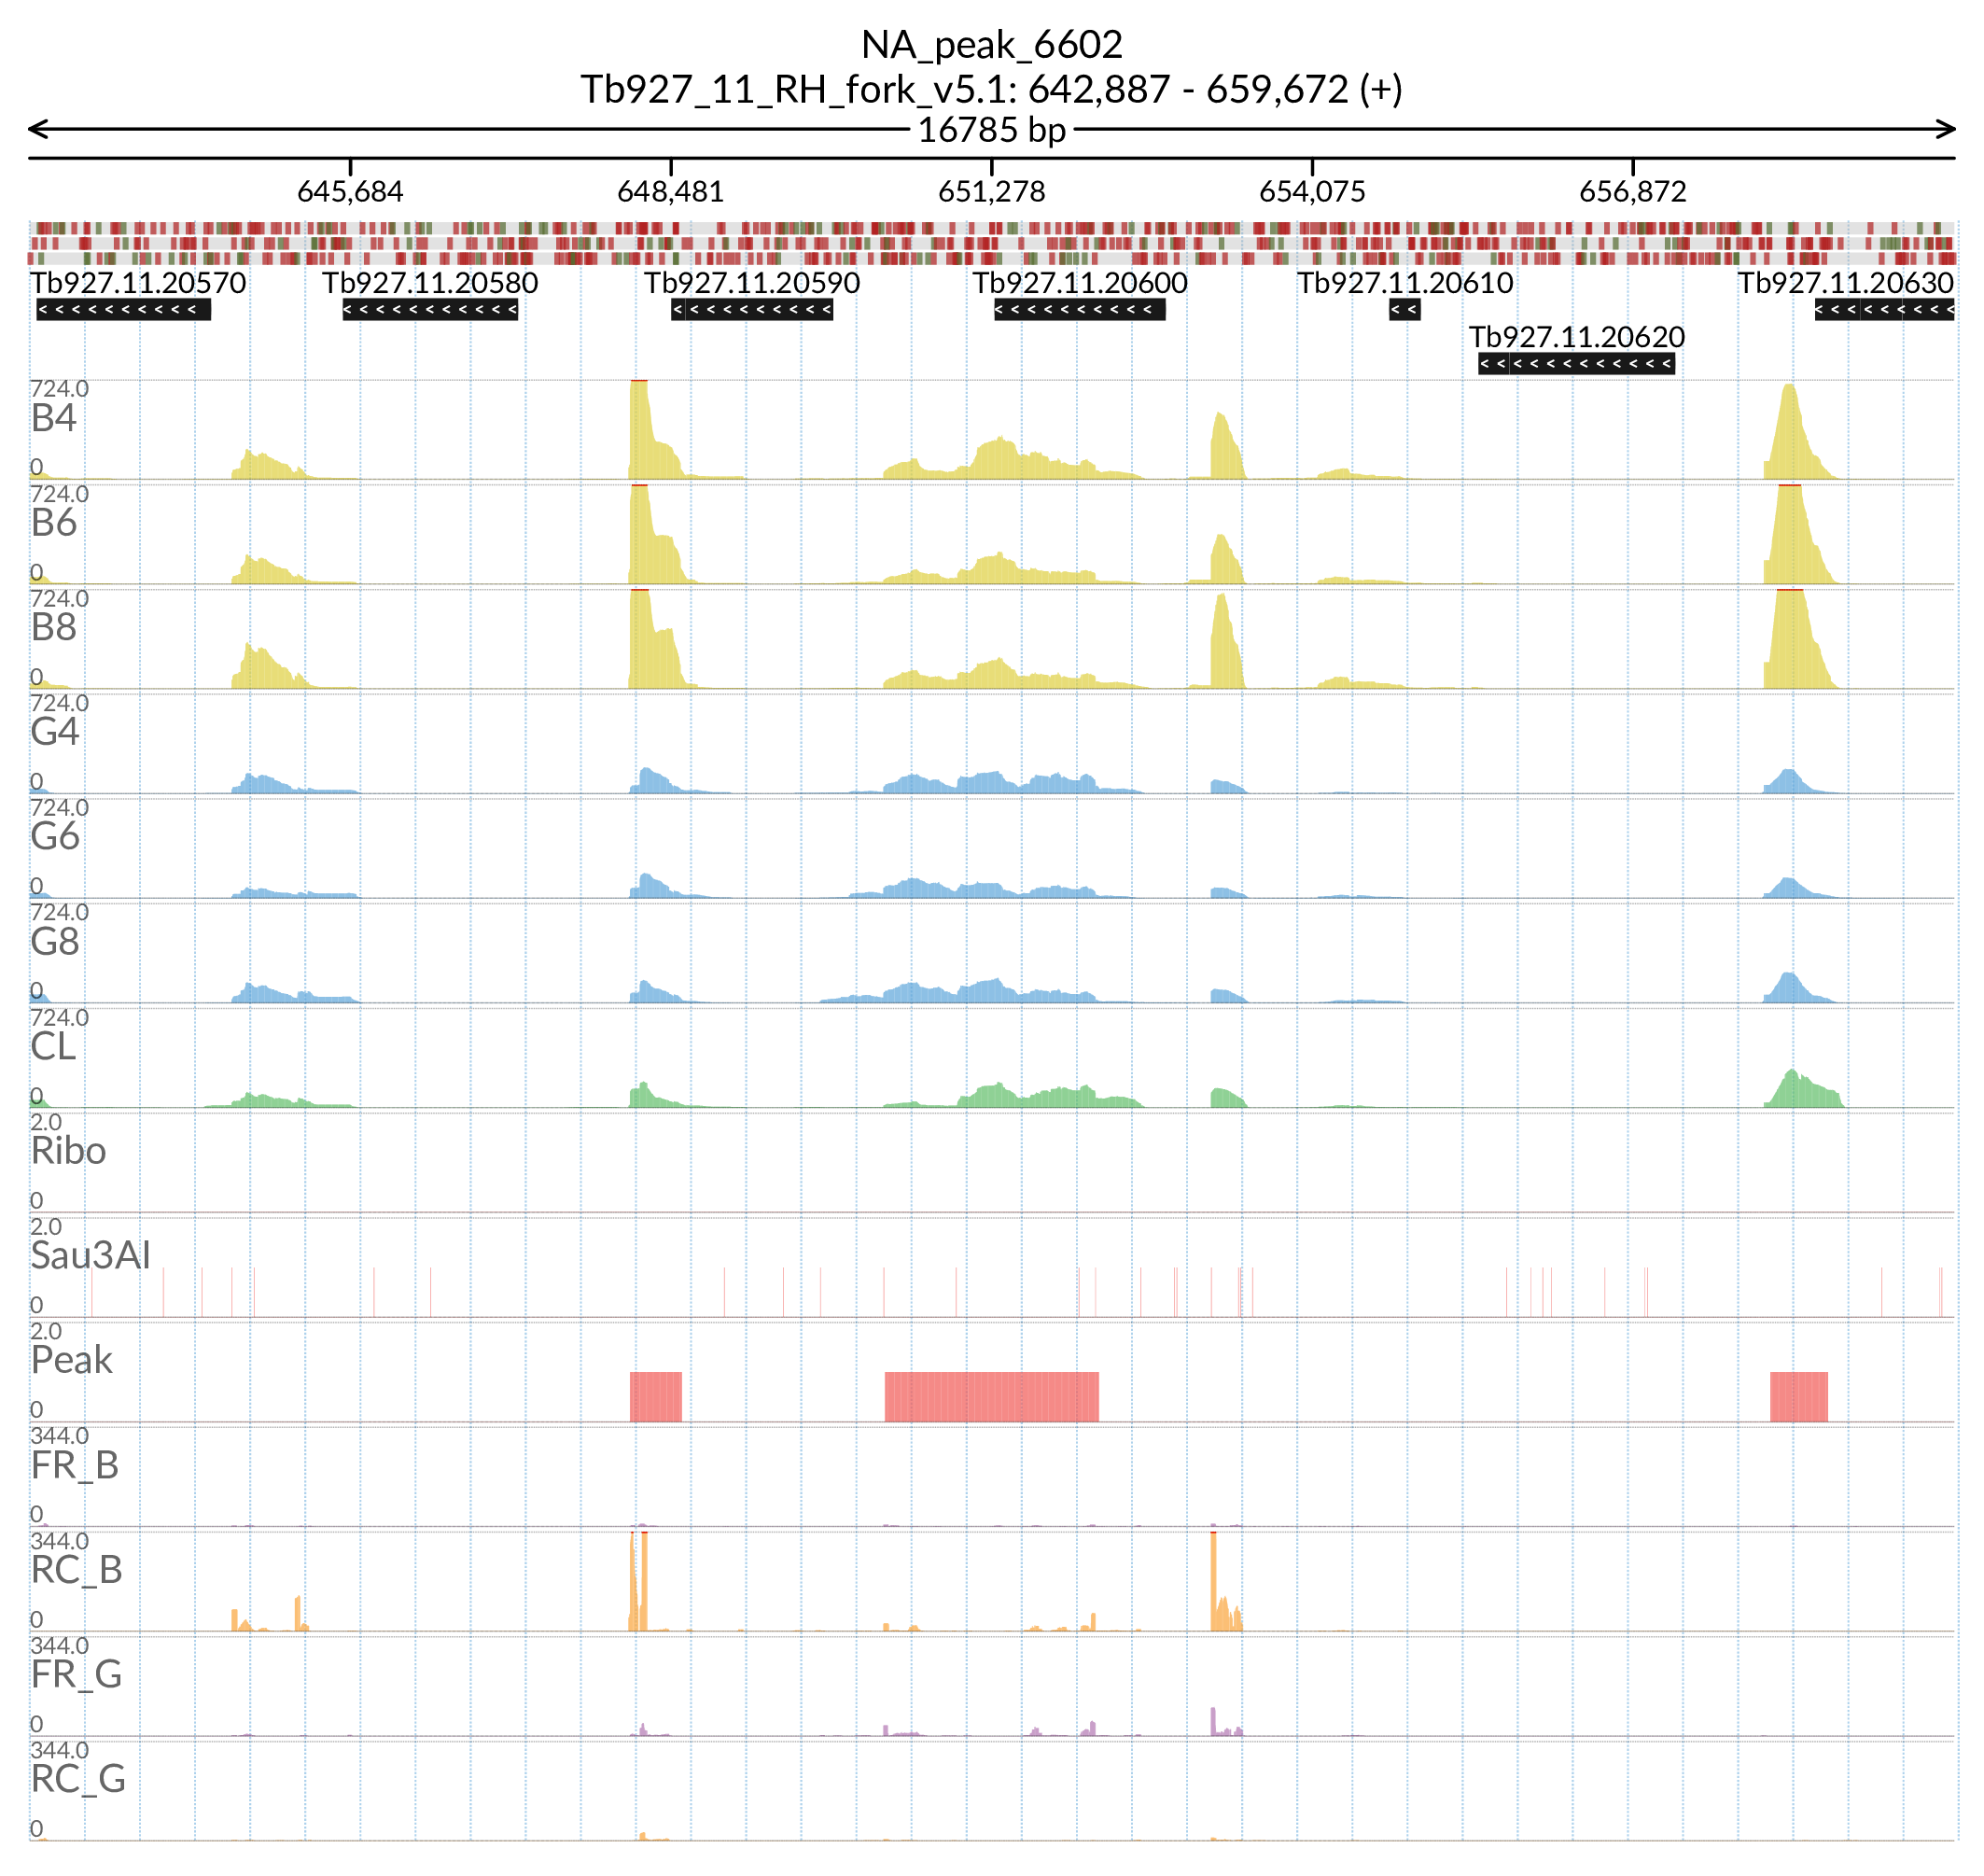 NA_peak_6602
Tb927_11_RH_fork_v5.1: 642,887 - 659,672 (+)
16785 bp
645,684 648,481 651,278 654,075 656,872
Tb927.11.20570 Tb927.11.20580 Tb927.11.20590 Tb927.11.20600 Tb927.11.20610 Tb927.11.20630
Tb927.11.20620
724.0
B4
0
724.0
B6
0
724.0
B8
0
724.0
G4
0
724.0
G6
0
724.0
G8
0
724.0
CL
0
2.0
Ribo
0
2.0
Sau3AI
0
2.0
Peak
0
344.0
FR_B
0
344.0
RC_B
0
344.0
FR_G
0
344.0
RC_G
0